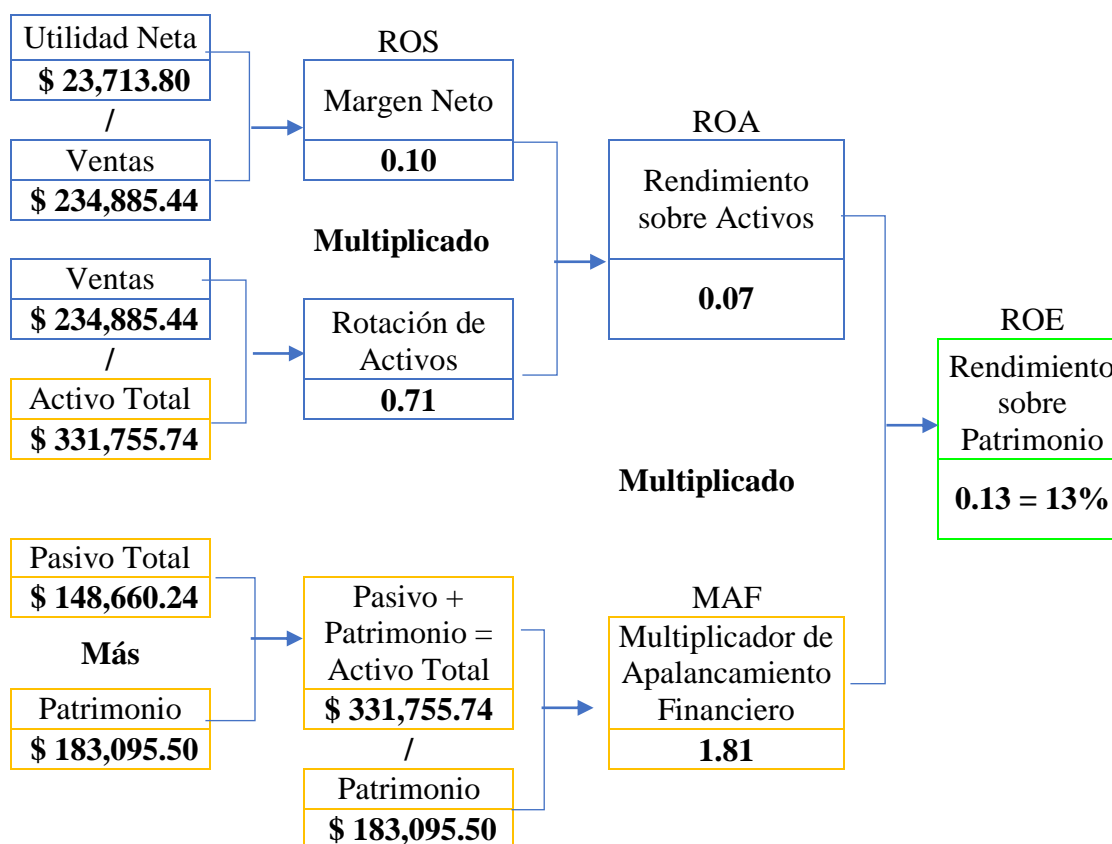 Utilidad Neta
$ 23,713.80
/
Ventas
$ 234,885.44
ROS
Margen Neto
0.10
Multiplicado
Ventas
$ 234,885.44
/
Activo Total
$ 331,755.74
Rotación de
Activos
0.71
ROA
Rendimiento
sobre Activos
0.07
Multiplicado
ROE
Rendimiento
sobre
Patrimonio
0.13 = 13%
Pasivo Total
$ 148,660.24
Más
Patrimonio
$ 183,095.50
Pasivo +
Patrimonio =
Activo Total
$ 331,755.74
/
Patrimonio
$ 183,095.50
MAF
Multiplicador de
Apalancamiento
Financiero
1.81